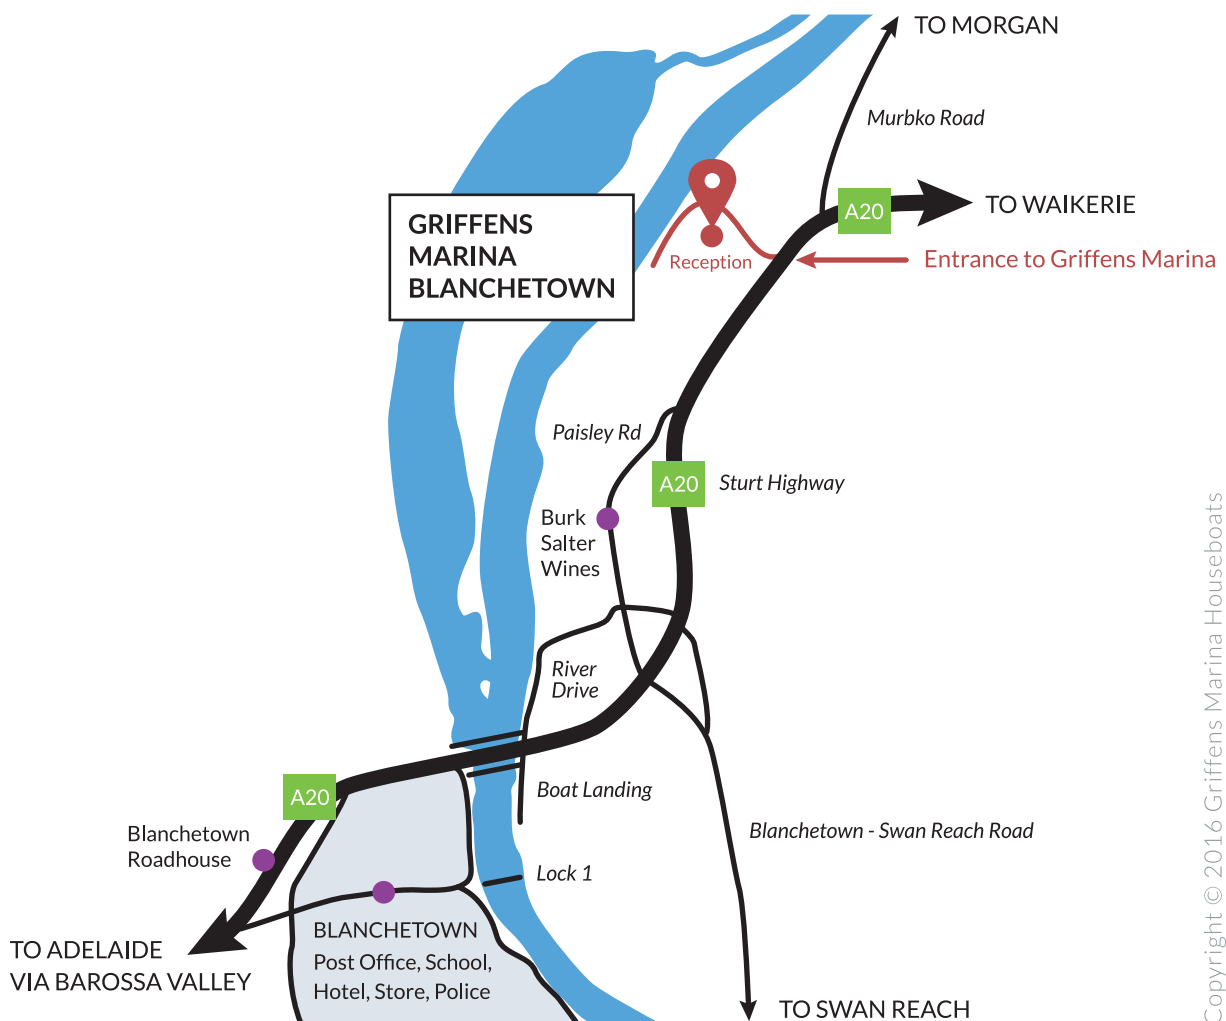 TO MORGAN
Murbko Road
A20
TO WAIKERIE
GRIFFENS
MARINA
BLANCHETOWN
Reception
Entrance to Griffens Marina
Paisley Rd
A20
Sturt Highway
Burk
Salter
Wines
River
Drive
A20
Boat Landing
Blanchetown
Roadhouse
Blanchetown - Swan Reach Road
Lock 1
BLANCHETOWN
Post Office, School,
Hotel, Store, Police
TO ADELAIDE
VIA BAROSSA VALLEY
TO SWAN REACH
Copyright © 2016 Griffens Marina Houseboats